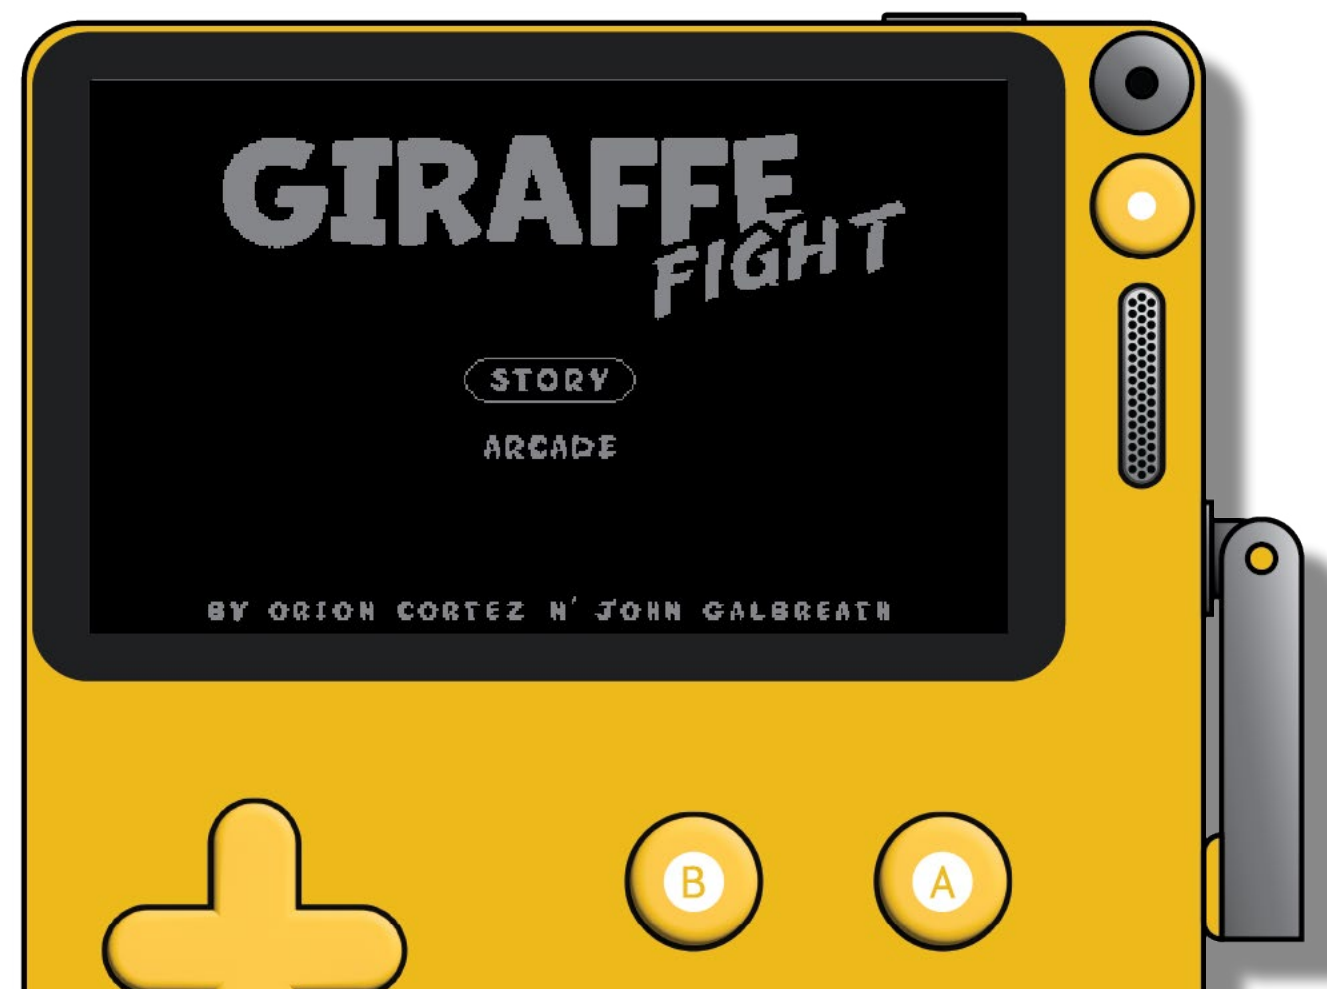 GIRAFFE
FIGHT
STORY
ARCADE
BY ORION CORTEZ N' JOHN GALBREATH
B
A